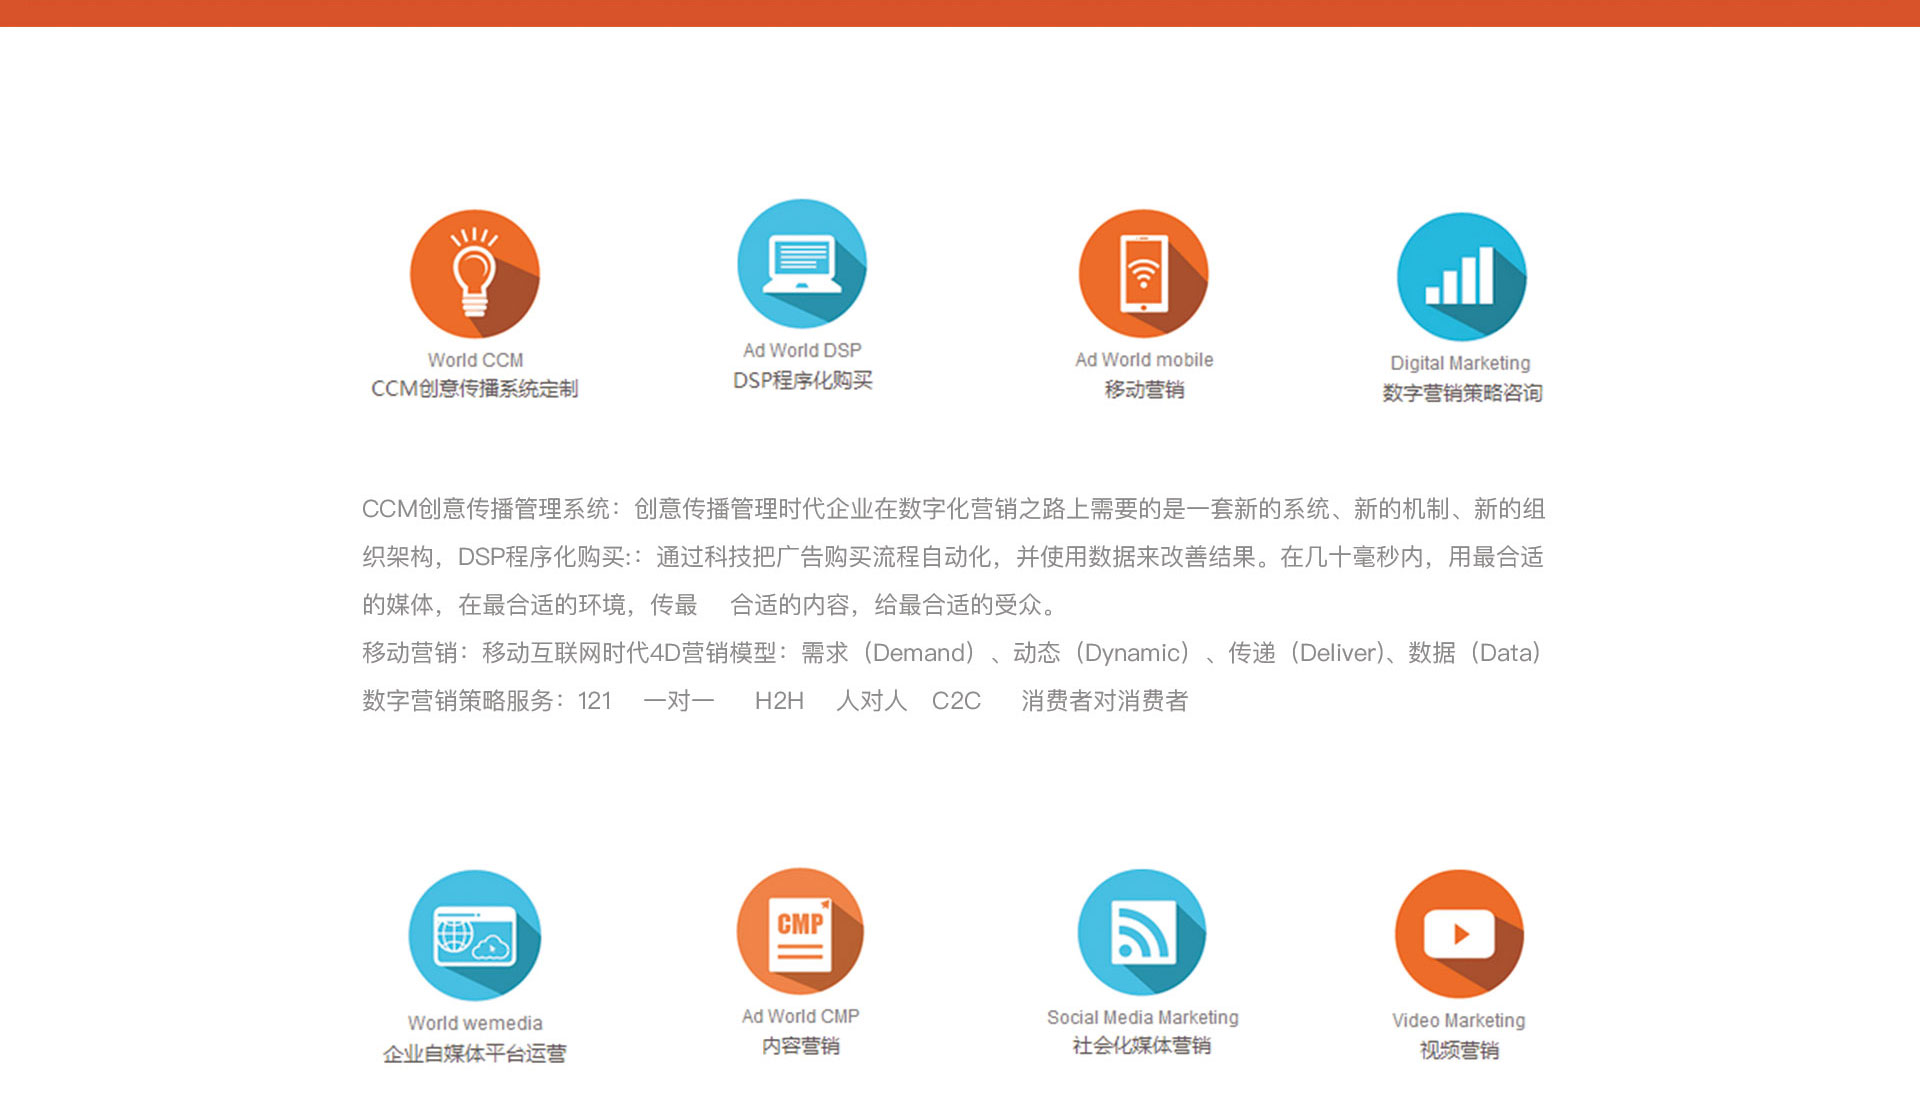 World CCM
CCM创意传播系统定制
Ad World DSP
DSP程序化购买
Ad World mobile
移动营销
Digital Marketing
数字营销策略咨询
CCM创意传播管理系统：创意传播管理时代企业在数字化营销之路上需要的是一套新的系统、新的机制、新的组
织架构，DSP程序化购买:：通过科技把广告购买流程自动化，并使用数据来改善结果。在几十毫秒内，用最合适
的媒体，在最合适的环境，传最 合适的内容，给最合适的受众。
移动营销：移动互联网时代4D营销模型：需求（Demand）、动态（Dynamic）、传递（Deliver)、数据（Data)
数字营销策略服务：121 一对一 H2H 人对人 C2C 消费者对消费者
World wemedia
企业自媒体平台运营
CMP
Ad World CMP
内容营销
Social Media Marketing
社会化媒体营销
Video Marketing
视频营销